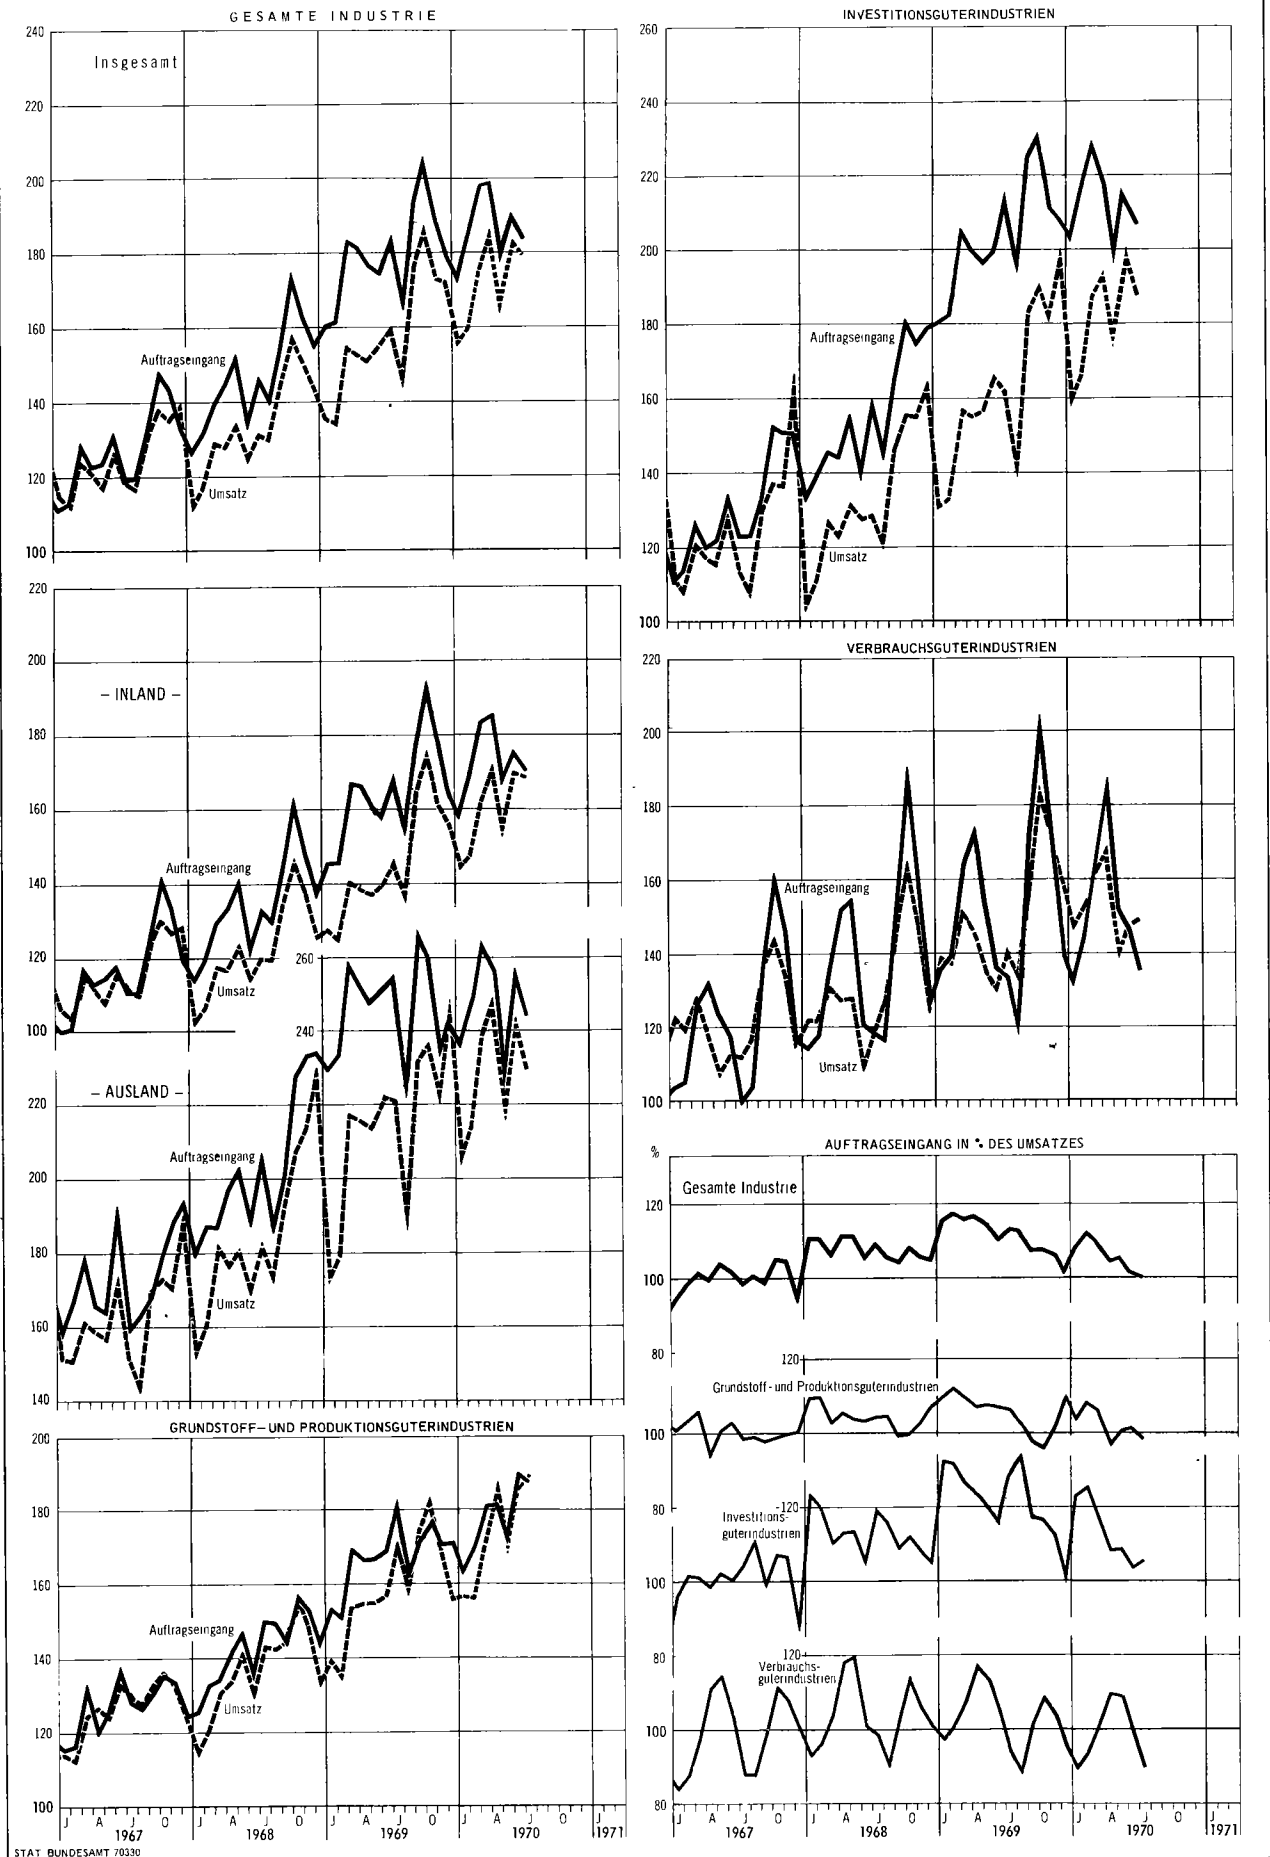 GESAMTE INDUSTRIE
240
Insgesamt
220
200
180
160
Auftragseingang
140
120
Umsatz
100
220
200
– INLAND –
180
160
Auftragseingang
140
120
260
Umsatz
100
240
– AUSLAND –
220
Auftragseingang
200
180
Umsatz
160
140
GRUNDSTOFF– UND PRODUKTIONSGUTERINDUSTRIEN
200
180
160
Auftragseingang
140
Umsatz
120
100
J A J O J A J O J A J O J A J O J
1967 1968 1969 1970 1971
STAT BUNDESAMT 70330
INVESTITIONSGUTERINDUSTRIEN
260
240
220
200
180
Auftragseingang
160
140
120
Umsatz
100
VERBRAUCHSGUTERINDUSTRIEN
220
200
180
160
Auftragseingang
140
120
Umsatz
100
AUFTRAGSEINGANG IN % DES UMSATZES
%
Gesamte Industrie
120
100
80
120
Grundstoff- und Produktionsguterindustrien
100
80
120
Investitions-
guterindustrien
100
80
120
Verbrauchs-
guterindustrien
100
80
J A J O J A J O J A J O J A J O J
1967 1968 1969 1970 1971